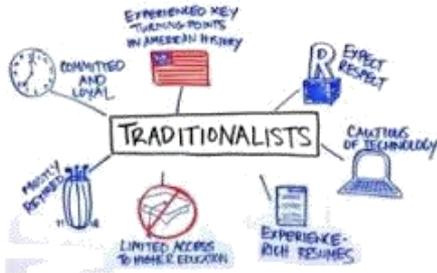 EXPERIENCED KEY
TURNING POINTS
IN AMERICAN HISTORY
COMMITTED
AND
LOYAL
R
EXPECT
RESPECT
TRADITIONALISTS
CAUTIOUS
OF TECHNOLOGY
MOSTLY
RETIRED
LIMITED ACCESS
TO HIGHER EDUCATION
EXPERIENCE-
RICH RESUMES